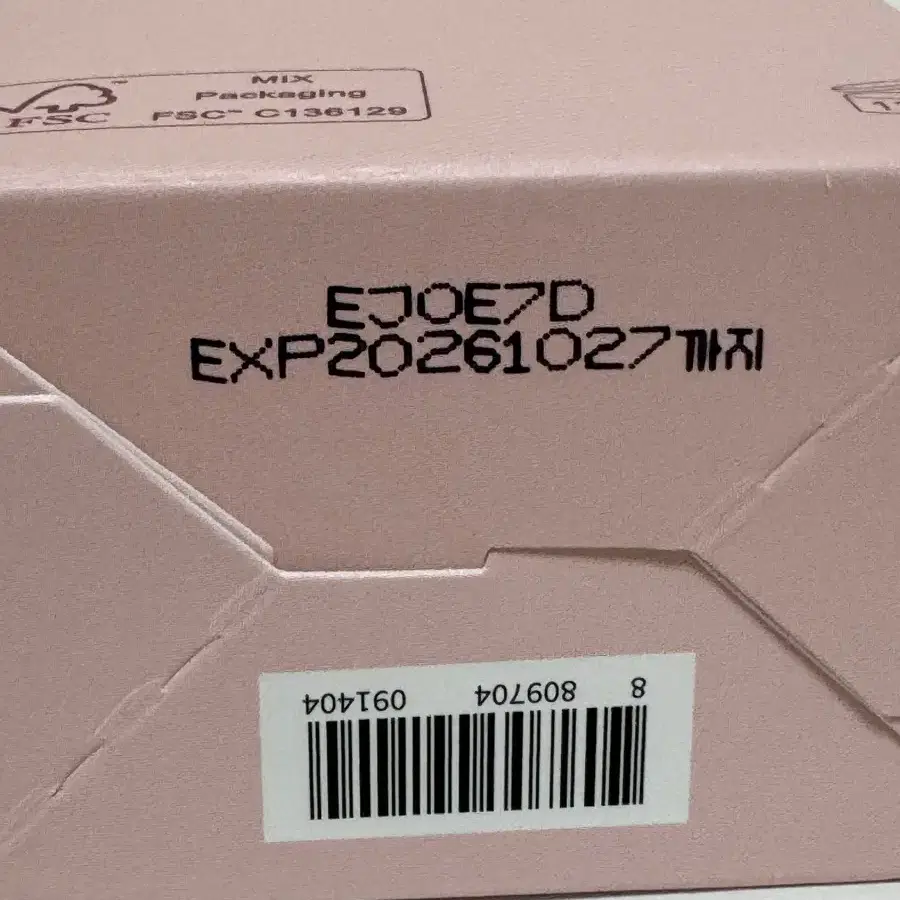 FSC™
MIX
Packaging
FSC™ C136129
EJOE7D
EXP20261027까지
8 809704 091404